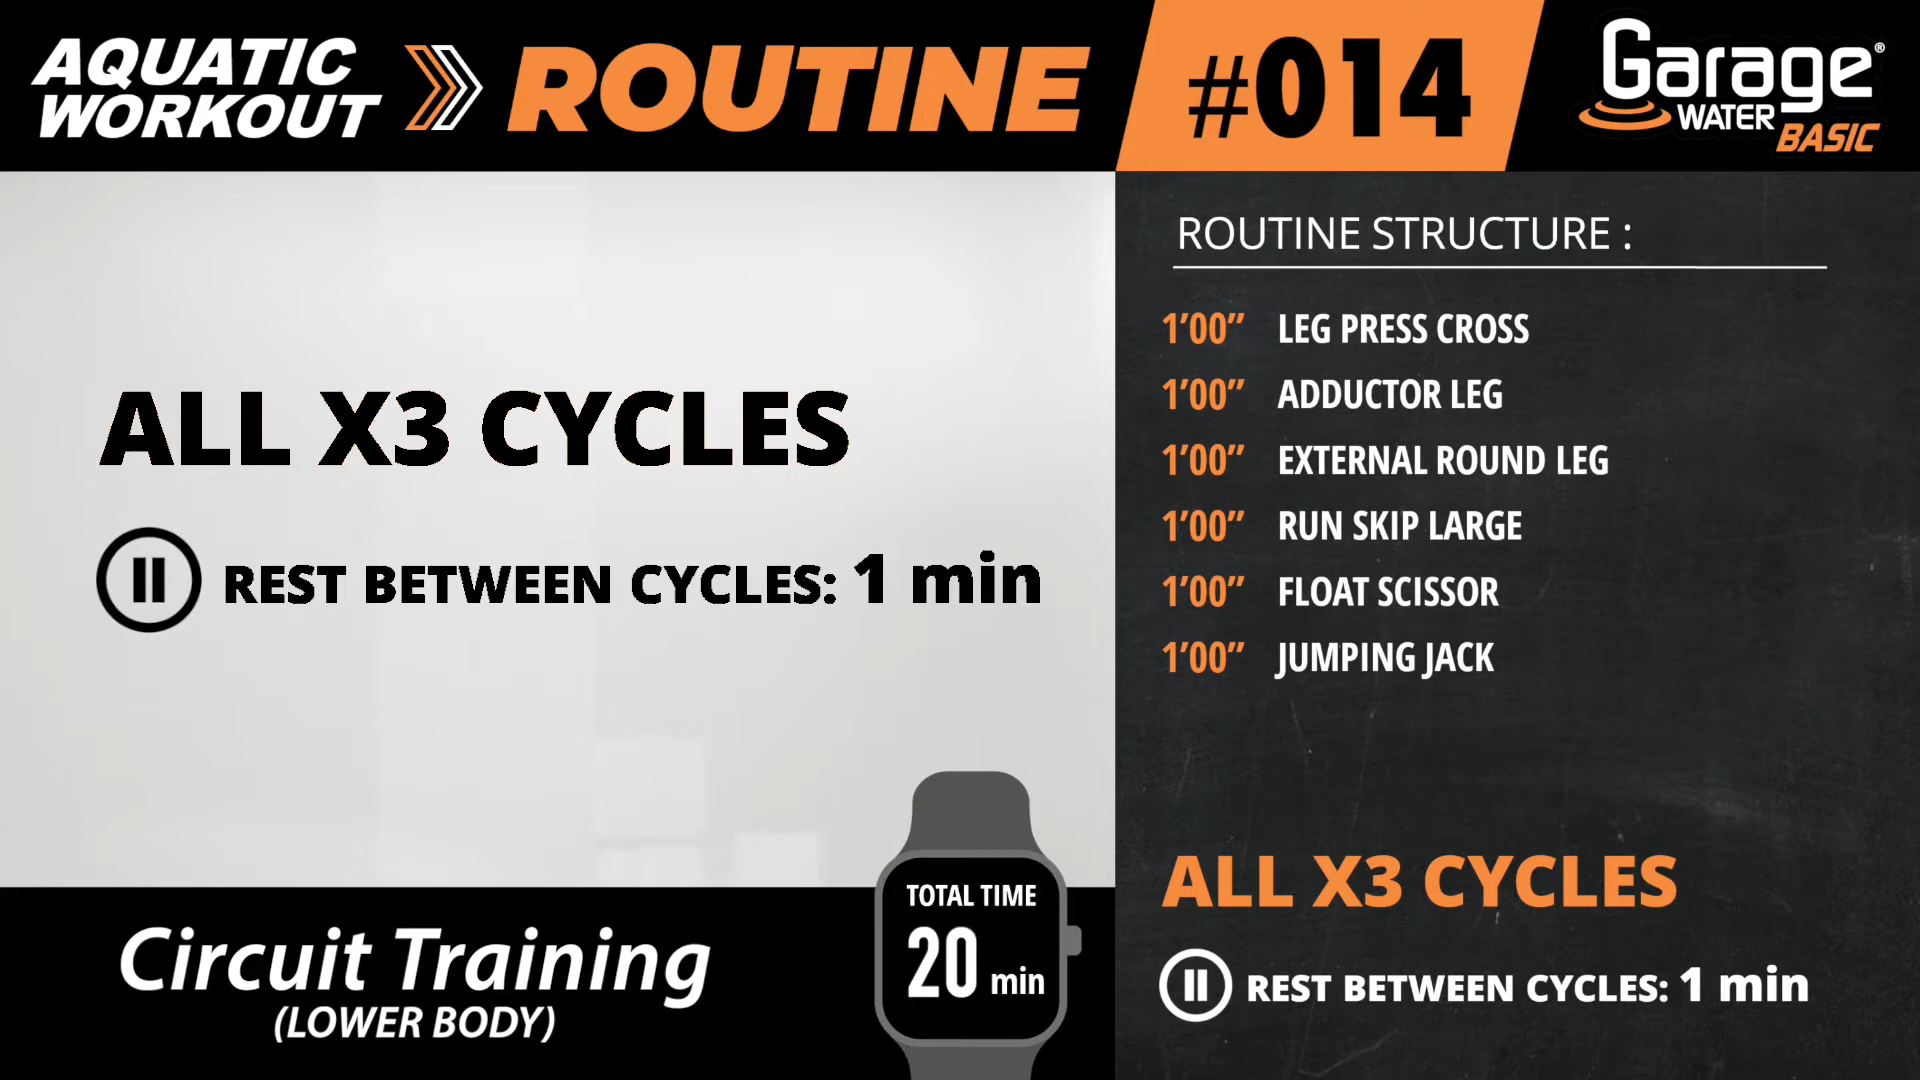 AQUATIC
WORKOUT
ROUTINE
#014
Garage®
WATER
BASIC
ALL X3 CYCLES
REST BETWEEN CYCLES: 1 min
Circuit Training
(LOWER BODY)
TOTAL TIME
20 min
ROUTINE STRUCTURE :
1’00” LEG PRESS CROSS
1’00” ADDUCTOR LEG
1’00” EXTERNAL ROUND LEG
1’00” RUN SKIP LARGE
1’00” FLOAT SCISSOR
1’00” JUMPING JACK
ALL X3 CYCLES
REST BETWEEN CYCLES: 1 min